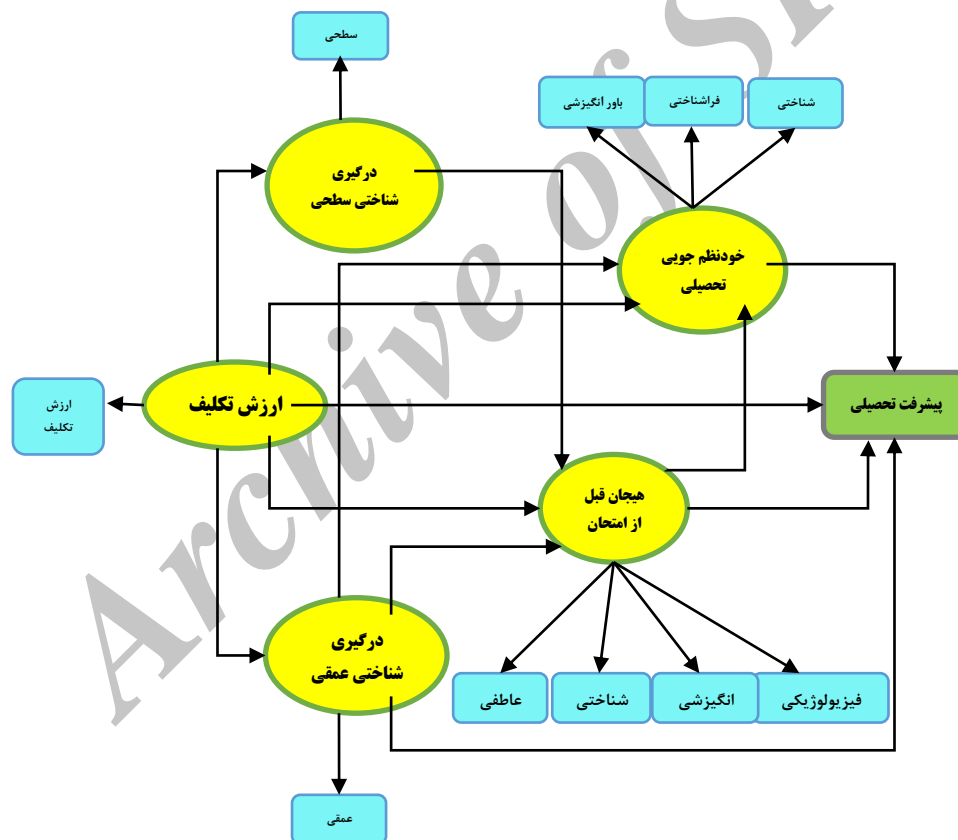 سطحی
شناختی
فراشناختی
باور انگیزشی
درگیری
شناختی سطحی
خودنظم جویی
تحصیلی
ارزش
تکلیف
ارزش تکلیف
پیشرفت تحصیلی
هیجان قبل
از امتحان
درگیری
شناختی عمقی
فیزیولوژیکی
انگیزشی
شناختی
عاطفی
عمقی
Archive of S